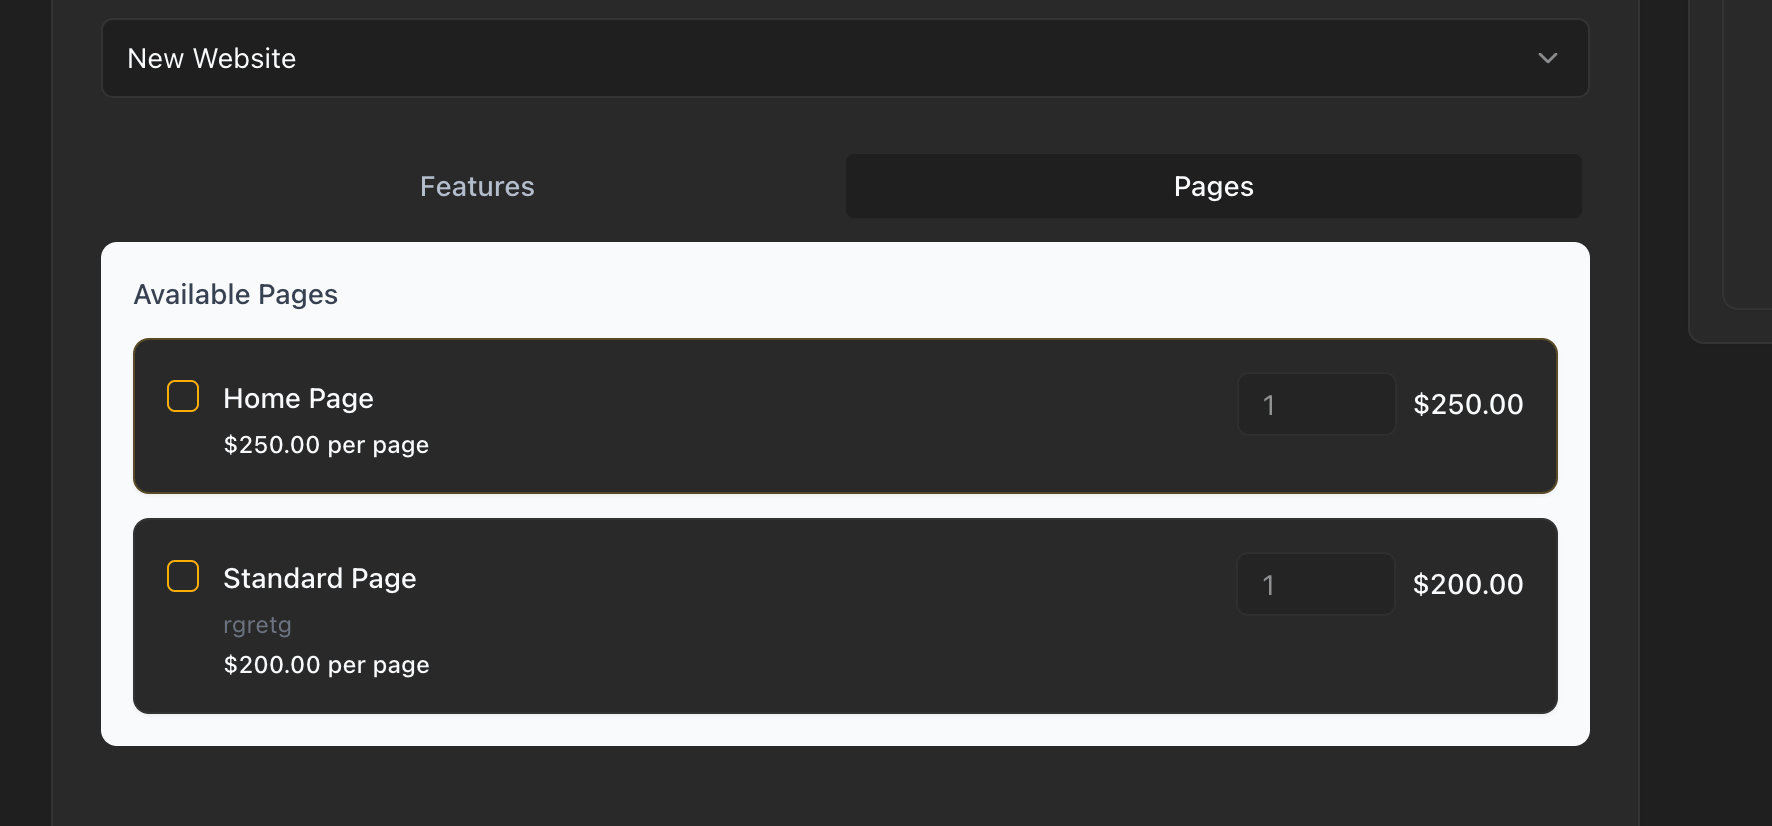 New Website
Features
Pages
Available Pages
Home Page
1
$250.00
$250.00 per page
Standard Page
1
$200.00
rgretg
$200.00 per page